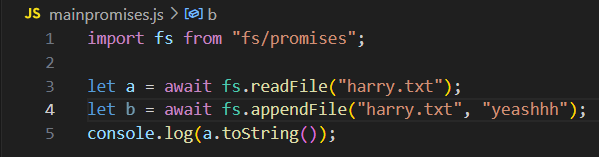 JS mainpromises.js > b
1 import fs from "fs/promises";
2
3 let a = await fs.readFile("harry.txt");
4 let b = await fs.appendFile("harry.txt", "yeashhh");
5 console.log(a.toString());